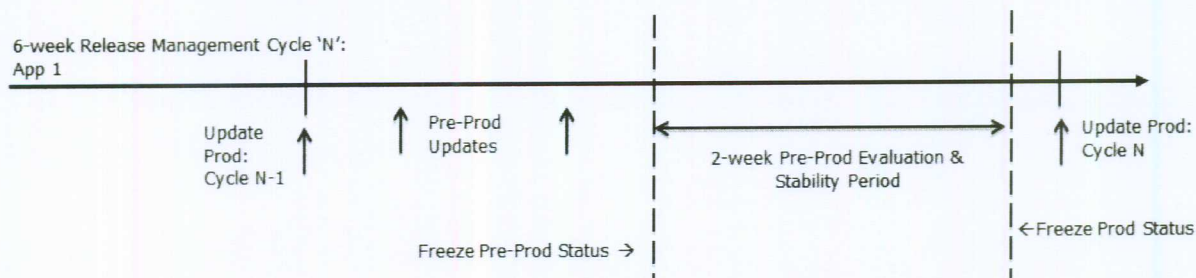 6-week Release Management Cycle ‘N’:
App 1
Update
Prod:
Cycle N-1
Pre-Prod
Updates
2-week Pre-Prod Evaluation &
Stability Period
Update Prod:
Cycle N
Freeze Pre-Prod Status →
←Freeze Prod Status